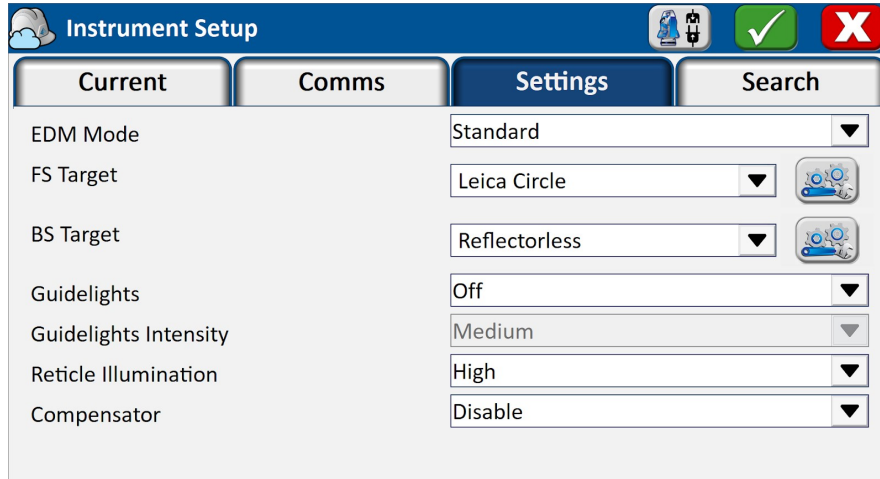 Instrument Setup
Current Comms Settings Search
EDM Mode Standard
FS Target Leica Circle
BS Target Reflectorless
Guidelights Off
Guidelights Intensity Medium
Reticle Illumination High
Compensator Disable